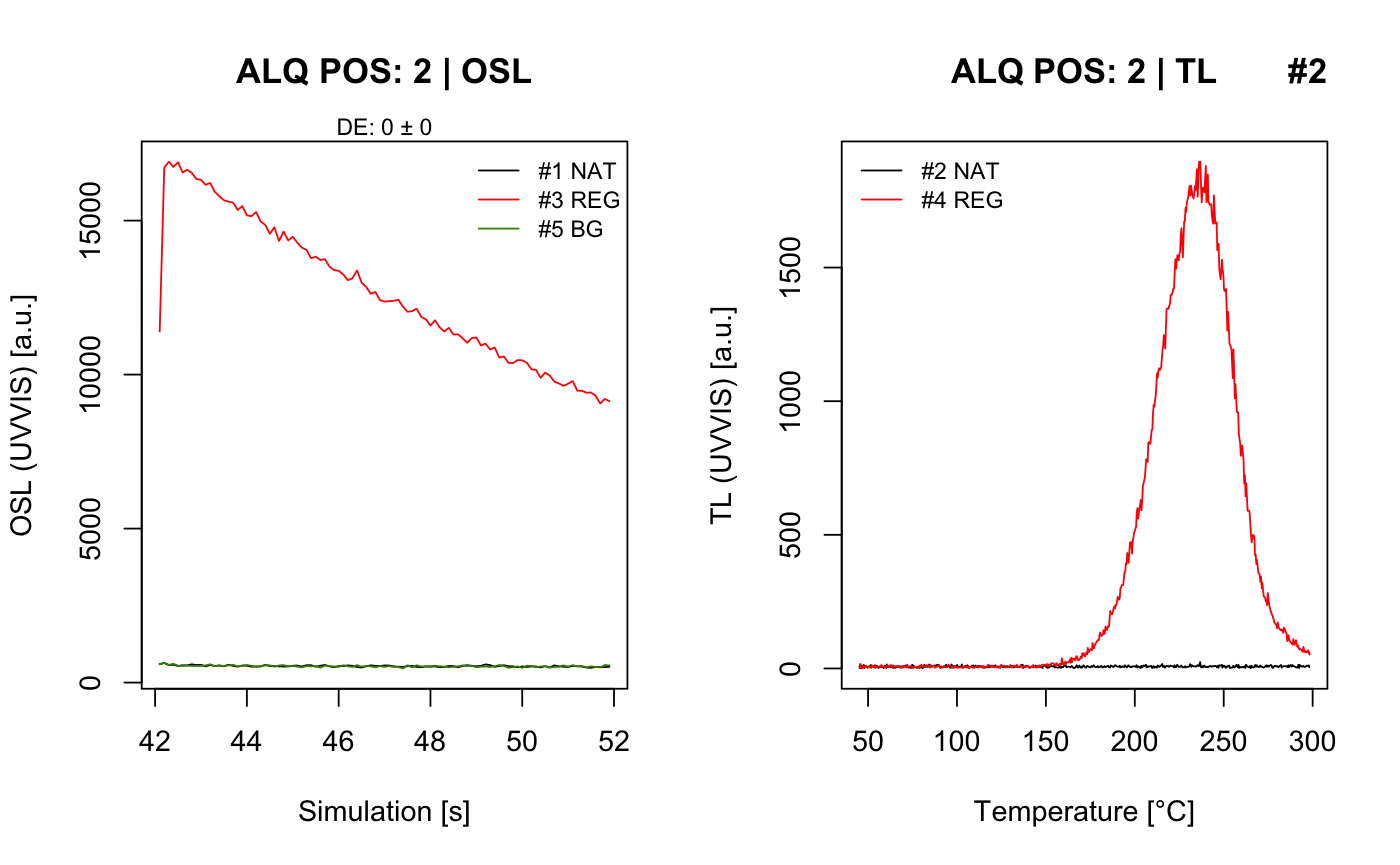 ALQ POS: 2 | OSL
DE: 0 ± 0
#1 NAT
#3 REG
#5 BG
OSL (UVVIS) [a.u.]
15000
10000
5000
0
42 44 46 48 50 52
Simulation [s]
ALQ POS: 2 | TL
#2
#2 NAT
#4 REG
TL (UVVIS) [a.u.]
1500
1000
500
0
50 100 150 200 250 300
Temperature [°C]